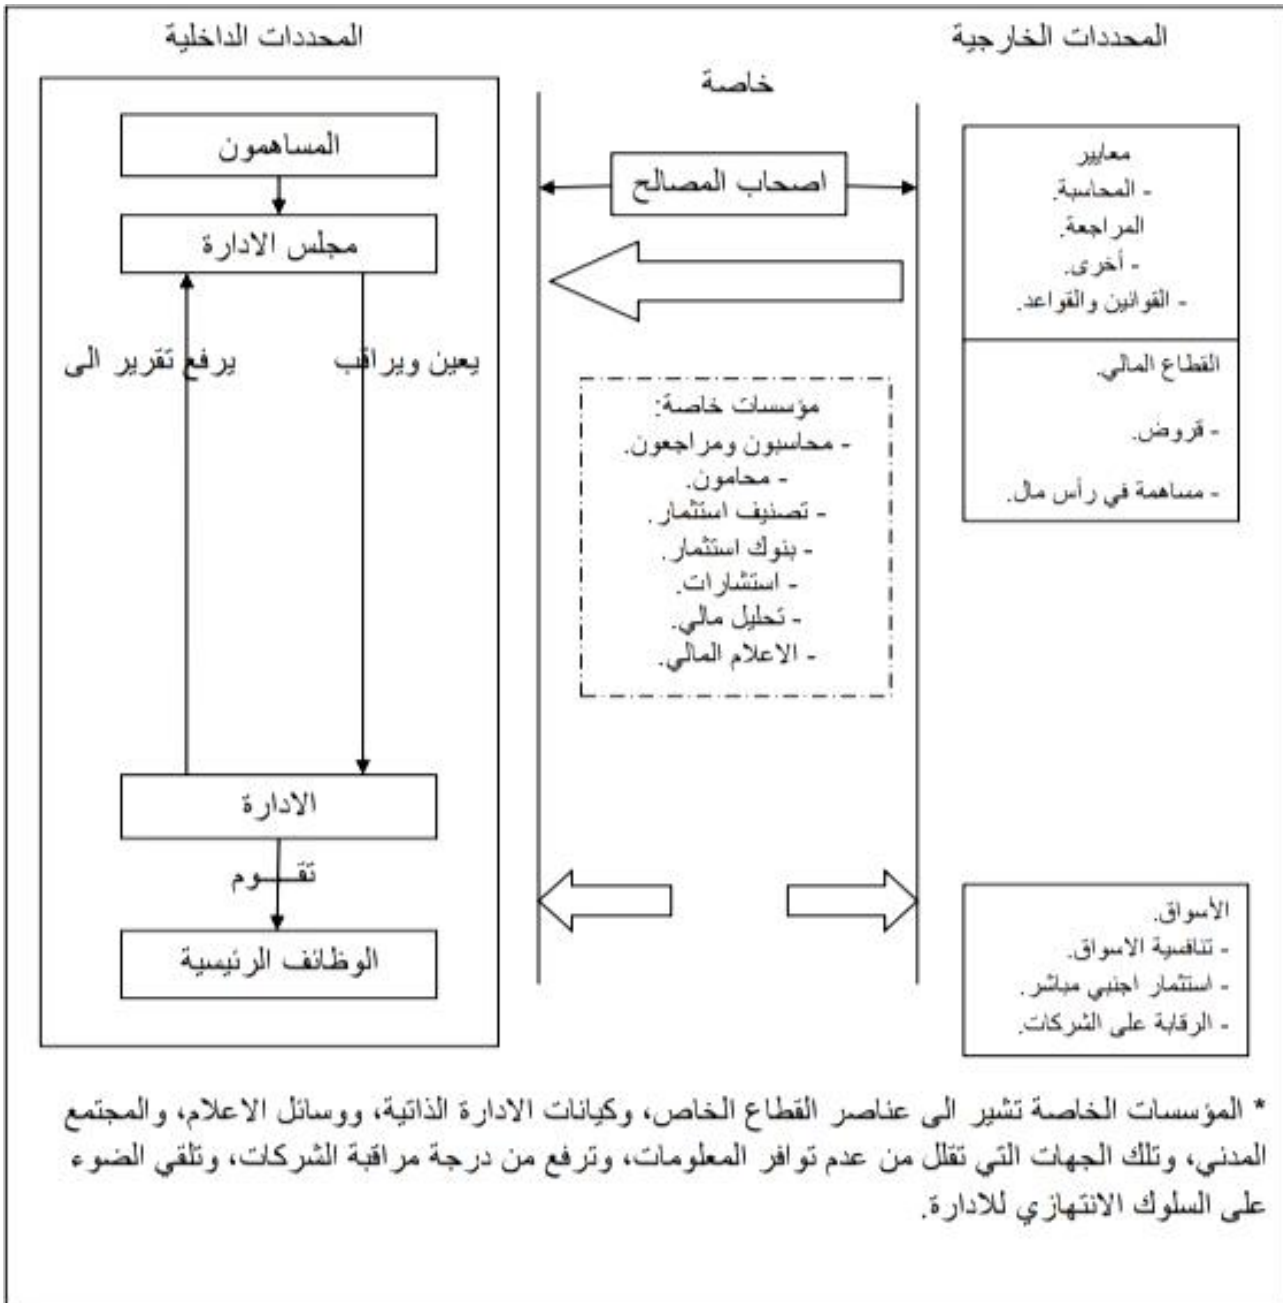 المحددات الخارجية
المحددات الداخلية
خاصة
معايير
- المحاسبة.
المراجعة.
- أخرى.
- القوانين والقواعد.
القطاع المالي.
- قروض.
- مساهمة في رأس مال.
الأسواق.
- تنافسية الاسواق.
- استثمار اجنبي مباشر.
- الرقابة على الشركات.
اصحاب المصالح
مؤسسات خاصة:
- محاسبون ومراجعون.
- محامون.
- تصنيف استثمار.
- بنوك استثمار.
- استشارات.
- تحليل مالي.
- الاعلام المالي.
المساهمون
مجلس الادارة
يعين ويراقب
يرفع تقرير الى
الادارة
تقـــوم
الوظائف الرئيسية
* المؤسسات الخاصة تشير الى عناصر القطاع الخاص، وكيانات الادارة الذاتية، ووسائل الاعلام، والمجتمع
المدني، وتلك الجهات التي تقلل من عدم توافر المعلومات، وترفع من درجة مراقبة الشركات، وتلقي الضوء
على السلوك الانتهازي للادارة.